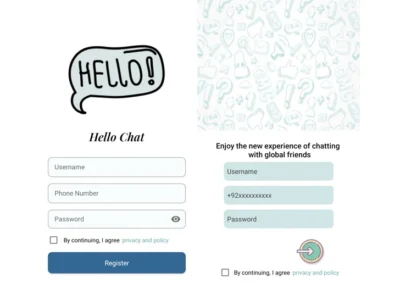 HELLO!
Hello Chat
Username
Phone Number
Password
By continuing, I agree privacy and policy
Register
Enjoy the new experience of chatting
with global friends
Username
+92xxxxxxxxxx
Password
By continuing, I agree privacy and policy